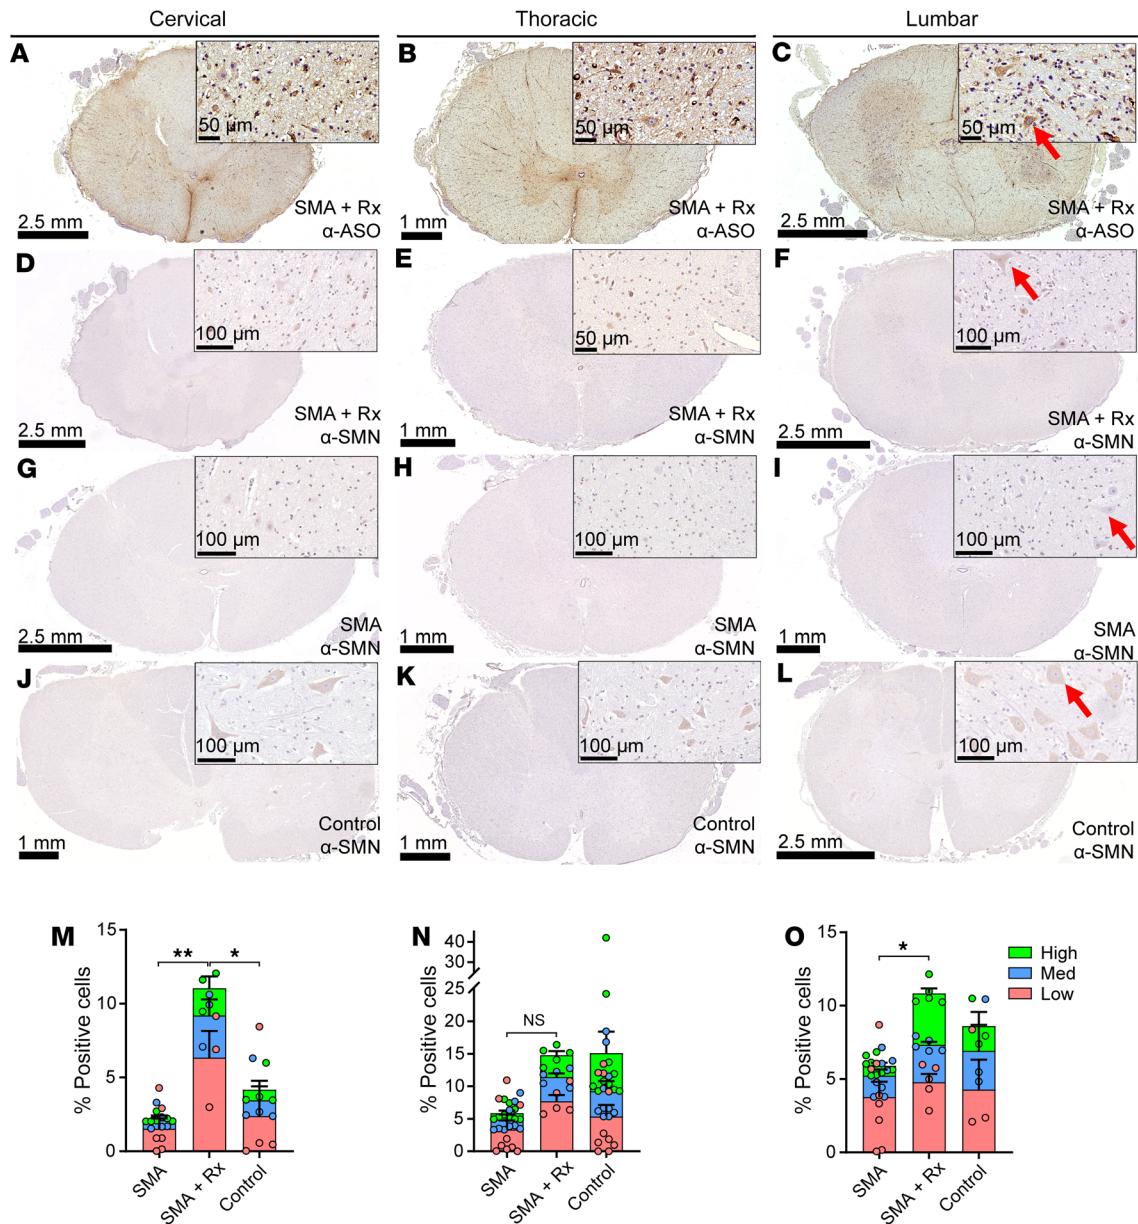 Cervical
Thoracic
Lumbar
A
50 µm
2.5 mm
SMA + Rx
α-ASO
B
50 µm
1 mm
SMA + Rx
α-ASO
C
50 µm
2.5 mm
SMA + Rx
α-ASO
D
100 µm
2.5 mm
SMA + Rx
α-SMN
E
50 µm
1 mm
SMA + Rx
α-SMN
F
100 µm
2.5 mm
SMA + Rx
α-SMN
G
100 µm
2.5 mm
SMA
α-SMN
H
100 µm
1 mm
SMA
α-SMN
I
100 µm
1 mm
SMA
α-SMN
J
100 µm
1 mm
Control
α-SMN
K
100 µm
1 mm
Control
α-SMN
L
100 µm
2.5 mm
Control
α-SMN
M
% Positive cells
15
10
5
0
**
*
SMA
SMA + Rx
Control
N
% Positive cells
40
30
25
20
15
10
5
0
NS
SMA
SMA + Rx
Control
O
% Positive cells
15
10
5
0
*
SMA
SMA + Rx
Control
High
Med
Low